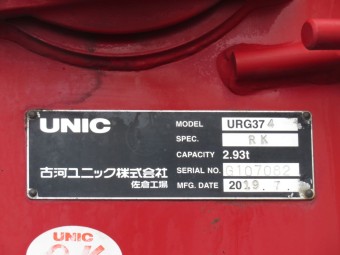 UNIC
MODEL URG374
SPEC. RK
CAPACITY 2.93t
古河ユニック株式会社
佐倉工場
SERIAL NO. G107082
MFG. DATE 2019.7
UNIC